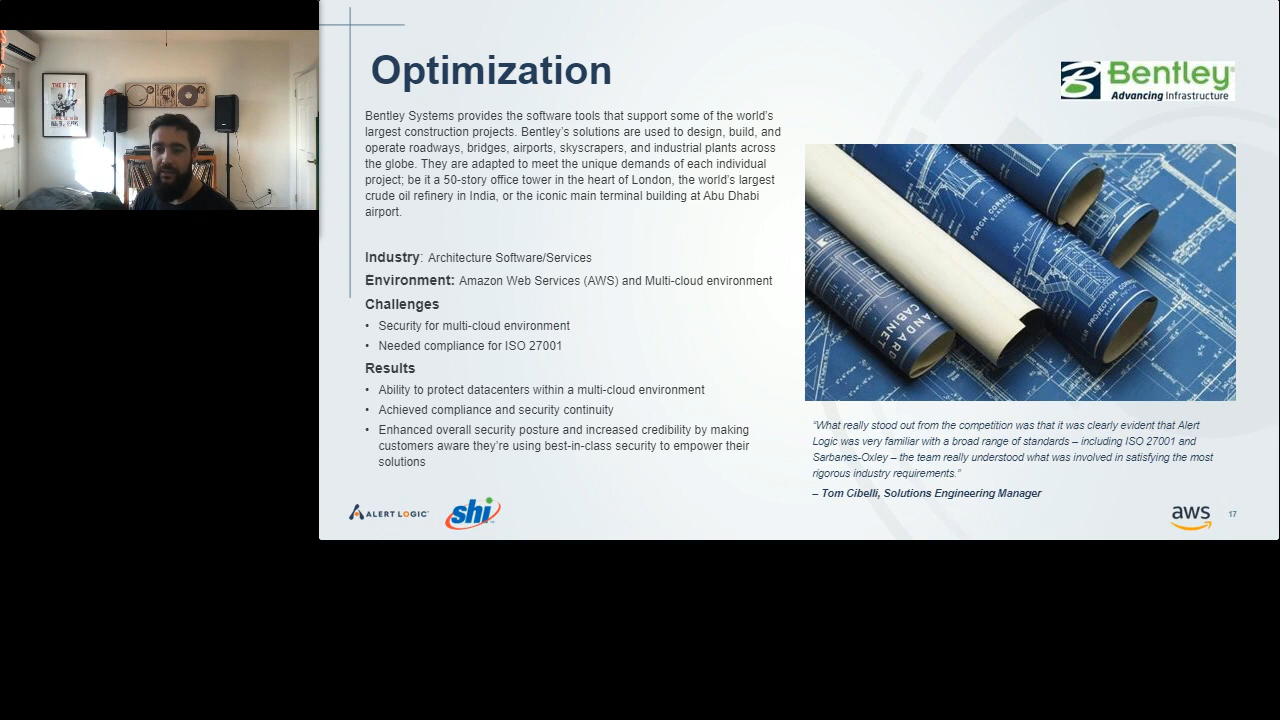 Optimization
Bentley
Advancing Infrastructure
Bentley Systems provides the software tools that support some of the world's
largest construction projects. Bentley's solutions are used to design, build, and
operate roadways, bridges, airports, skyscrapers, and industrial plants across
the globe. They are adapted to meet the unique demands of each individual
project; be it a 50-story office tower in the heart of London, the world's largest
crude oil refinery in India, or the iconic main terminal building at Abu Dhabi
airport.
Industry: Architecture Software/Services
Environment: Amazon Web Services (AWS) and Multi-cloud environment
Challenges
• Security for multi-cloud environment
• Needed compliance for ISO 27001
Results
• Ability to protect datacenters within a multi-cloud environment
• Achieved compliance and security continuity
• Enhanced overall security posture and increased credibility by making
customers aware they're using best-in-class security to empower their
solutions
PORCH CORNICE
"What really stood out from the competition was that it was clearly evident that Alert
Logic was very familiar with a broad range of standards – including ISO 27001 and
Sarbanes-Oxley – the team really understood what was involved in satisfying the most
rigorous industry requirements."
– Tom Cibelli, Solutions Engineering Manager
ALERT LOGIC
shi
aws
17